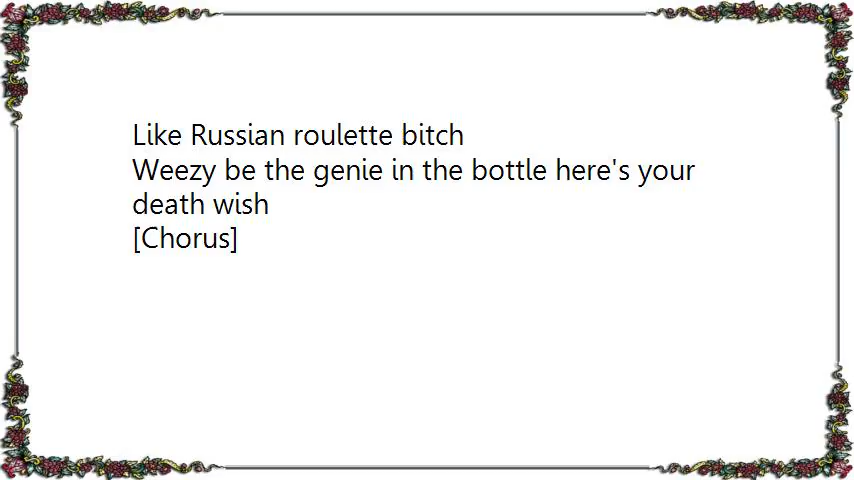 Like Russian roulette bitch
Weezy be the genie in the bottle here's your
death wish
[Chorus]